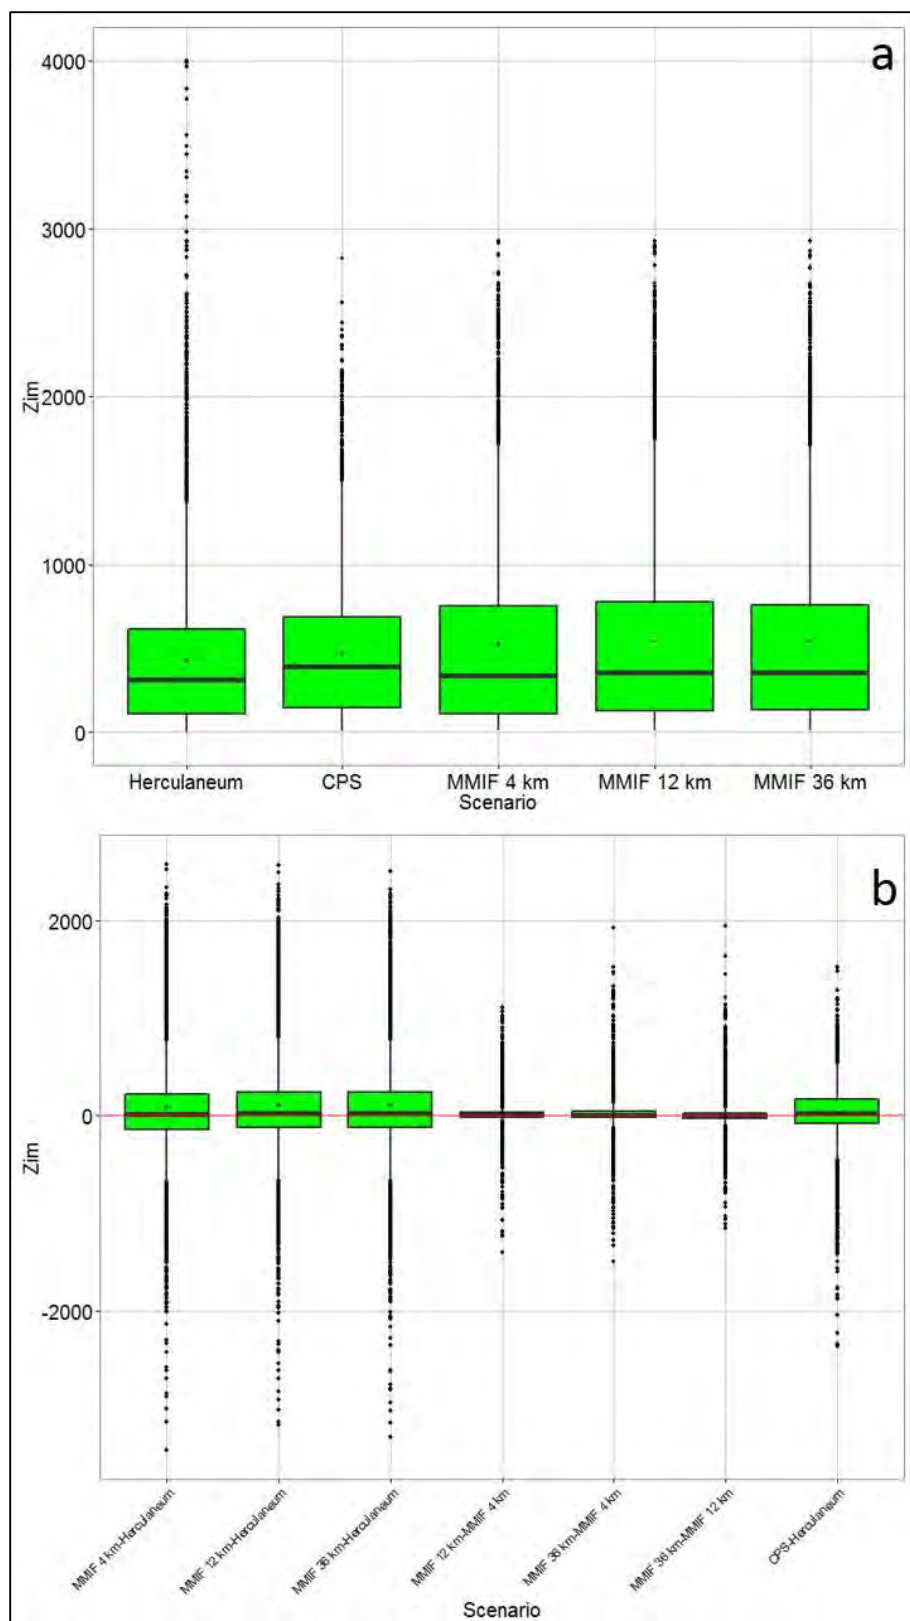 a
4000
3000
2000
1000
0
Zim
Herculaneum CPS MMIF 4 km MMIF 12 km MMIF 36 km
Scenario
b
2000
0
-2000
Zim
MMIF 4 km-Herculaneum
MMIF 12 km-Herculaneum
MMIF 36 km-Herculaneum
MMIF 12 km-MMIF 4 km
MMIF 36 km-MMIF 4 km
MMIF 36 km-MMIF 12 km
CPS-Herculaneum
Scenario